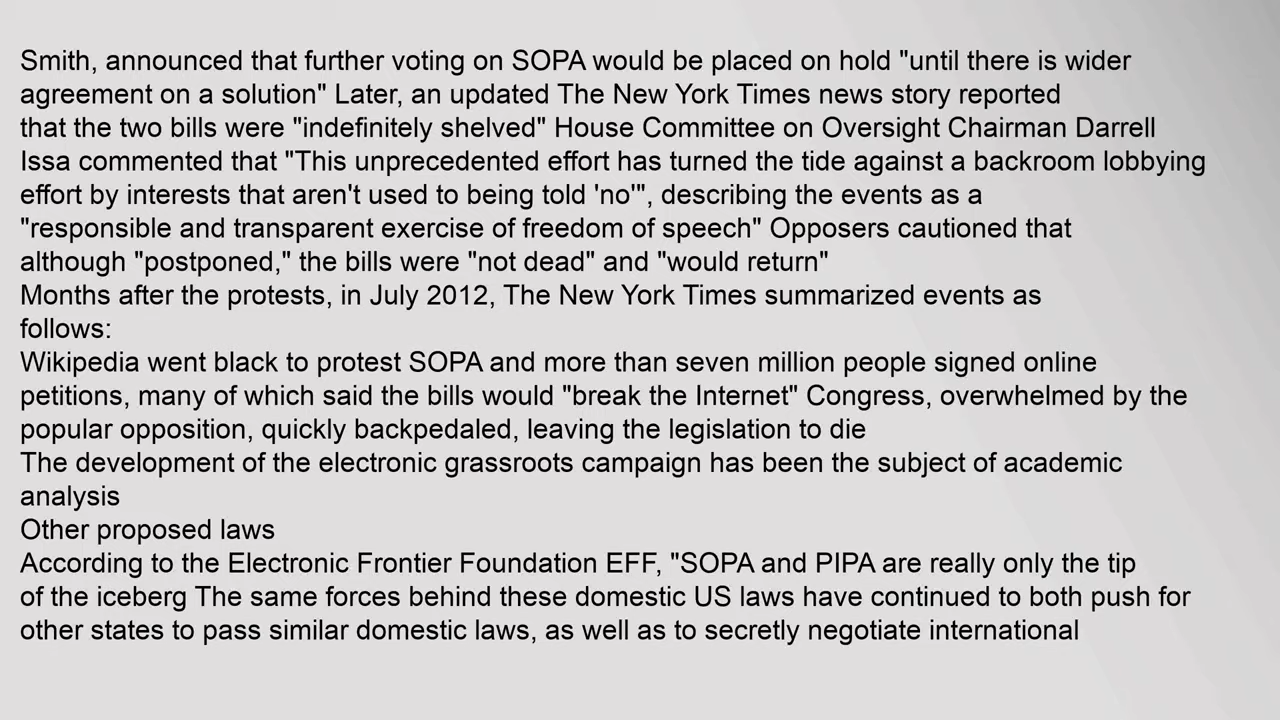 Smith, announced that further voting on SOPA would be placed on hold "until there is wider
agreement on a solution" Later, an updated The New York Times news story reported
that the two bills were "indefinitely shelved" House Committee on Oversight Chairman Darrell
Issa commented that "This unprecedented effort has turned the tide against a backroom lobbying
effort by interests that aren't used to being told 'no'", describing the events as a
"responsible and transparent exercise of freedom of speech" Opposers cautioned that
although "postponed," the bills were "not dead" and "would return"
Months after the protests, in July 2012, The New York Times summarized events as
follows:
Wikipedia went black to protest SOPA and more than seven million people signed online
petitions, many of which said the bills would "break the Internet" Congress, overwhelmed by the
popular opposition, quickly backpedaled, leaving the legislation to die
The development of the electronic grassroots campaign has been the subject of academic
analysis
Other proposed laws
According to the Electronic Frontier Foundation EFF, "SOPA and PIPA are really only the tip
of the iceberg The same forces behind these domestic US laws have continued to both push for
other states to pass similar domestic laws, as well as to secretly negotiate international